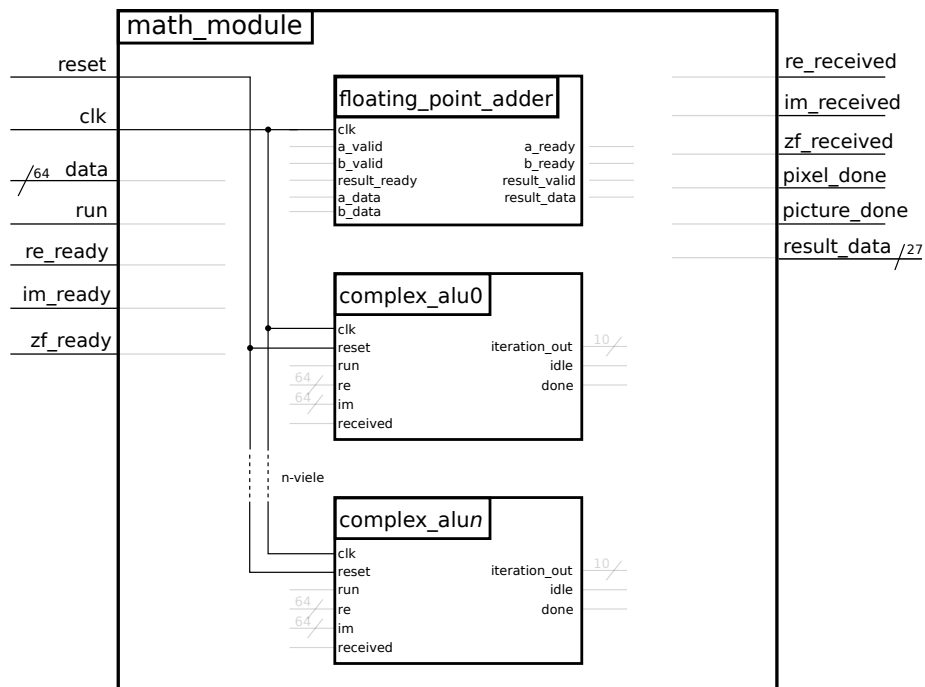 math_module
reset
clk
64 data
run
re_ready
im_ready
zf_ready
floating_point_adder
clk
a_valid a_ready
b_valid b_ready
result_ready result_valid
a_data result_data
b_data
complex_alu0
clk
reset iteration_out 10
run idle
64 re done
64 im
received
n-viele
complex_alun
clk
reset iteration_out 10
run idle
64 re done
64 im
received
re_received
im_received
zf_received
pixel_done
picture_done
result_data 27